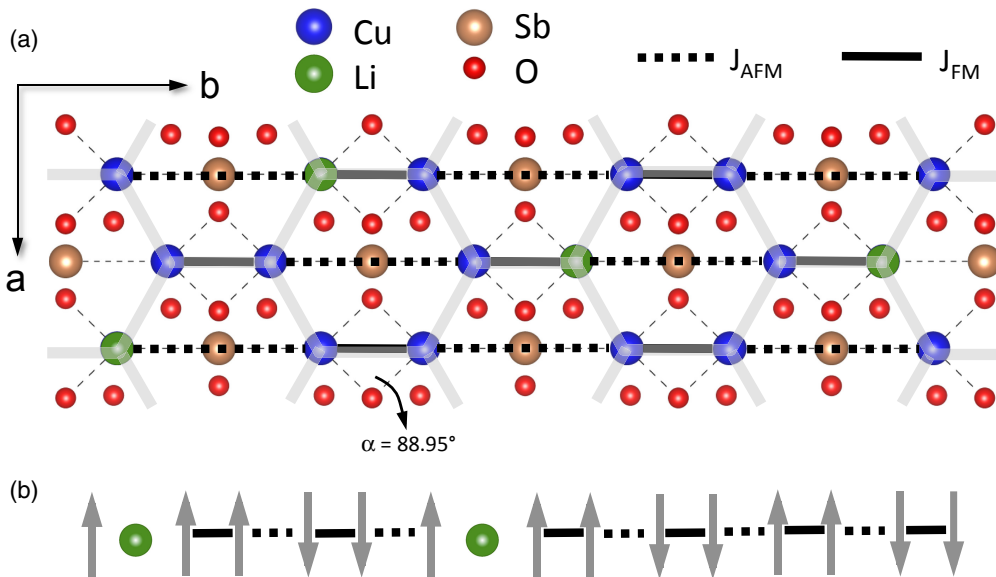 (a)
Cu
Sb
Li
O
J_AFM
J_FM
b
a
α = 88.95°
(b)